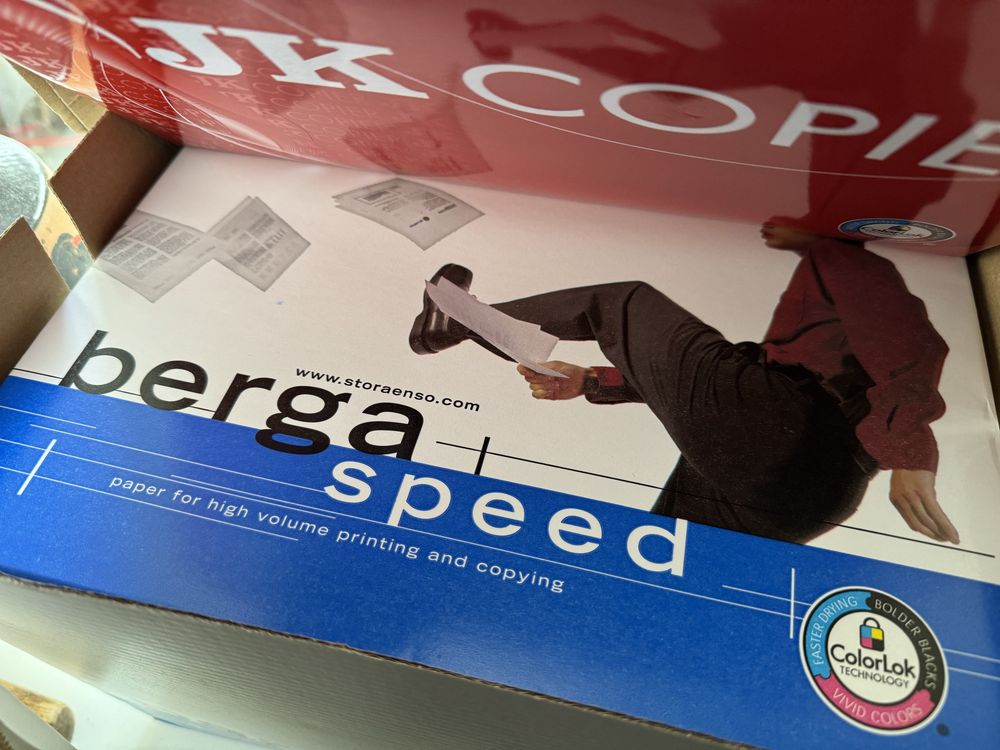 JK COPIE
ColorLok
berga
www.storaenso.com
speed
paper for high volume printing and copying
FASTER DRYING
BOLDER BLACKS
ColorLok
TECHNOLOGY
VIVID COLORS